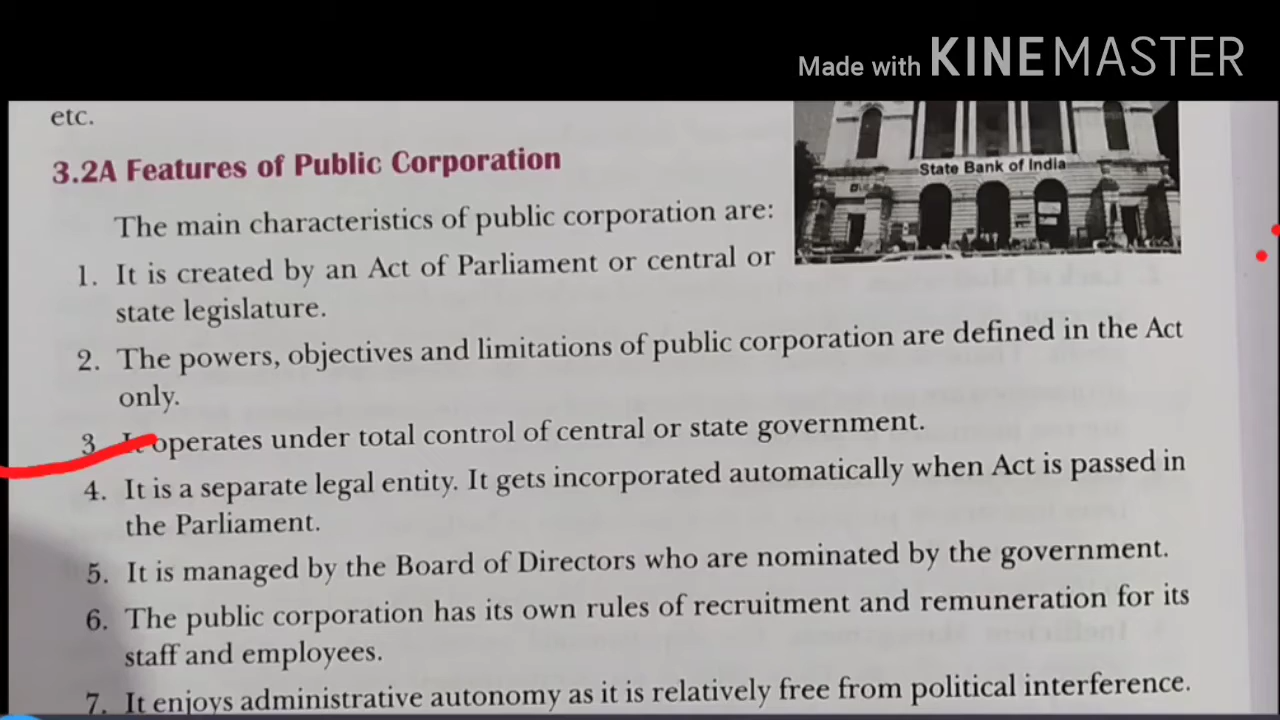 Made with KINEMASTER
etc.
3.2A Features of Public Corporation
State Bank of India
The main characteristics of public corporation are:
1. It is created by an Act of Parliament or central or
state legislature.
2. The powers, objectives and limitations of public corporation are defined in the Act
only.
3. It operates under total control of central or state government.
4. It is a separate legal entity. It gets incorporated automatically when Act is passed in
the Parliament.
5. It is managed by the Board of Directors who are nominated by the government.
6. The public corporation has its own rules of recruitment and remuneration for its
staff and employees.
7. It enjoys administrative autonomy as it is relatively free from political interference.